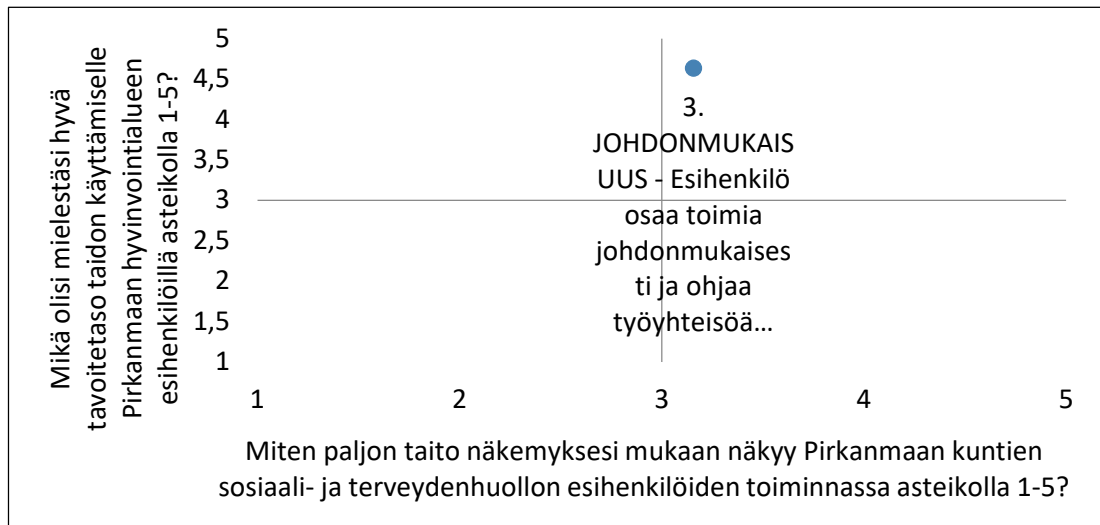 Mikä olisi mielestäsi hyvä
tavoitetaso taidon käyttämiselle
Pirkanmaan hyvinvointialueen
esihenkilöillä asteikolla 1-5?
5
4,5
4
3,5
3
2,5
2
1,5
1
3.
JOHDONMUKAIS
UUS - Esihenkilö
osaa toimia
johdonmukaises
ti ja ohjaa
työyhteisöä…
1 2 3 4 5
Miten paljon taito näkemyksesi mukaan näkyy Pirkanmaan kuntien
sosiaali- ja terveydenhuollon esihenkilöiden toiminnassa asteikolla 1-5?